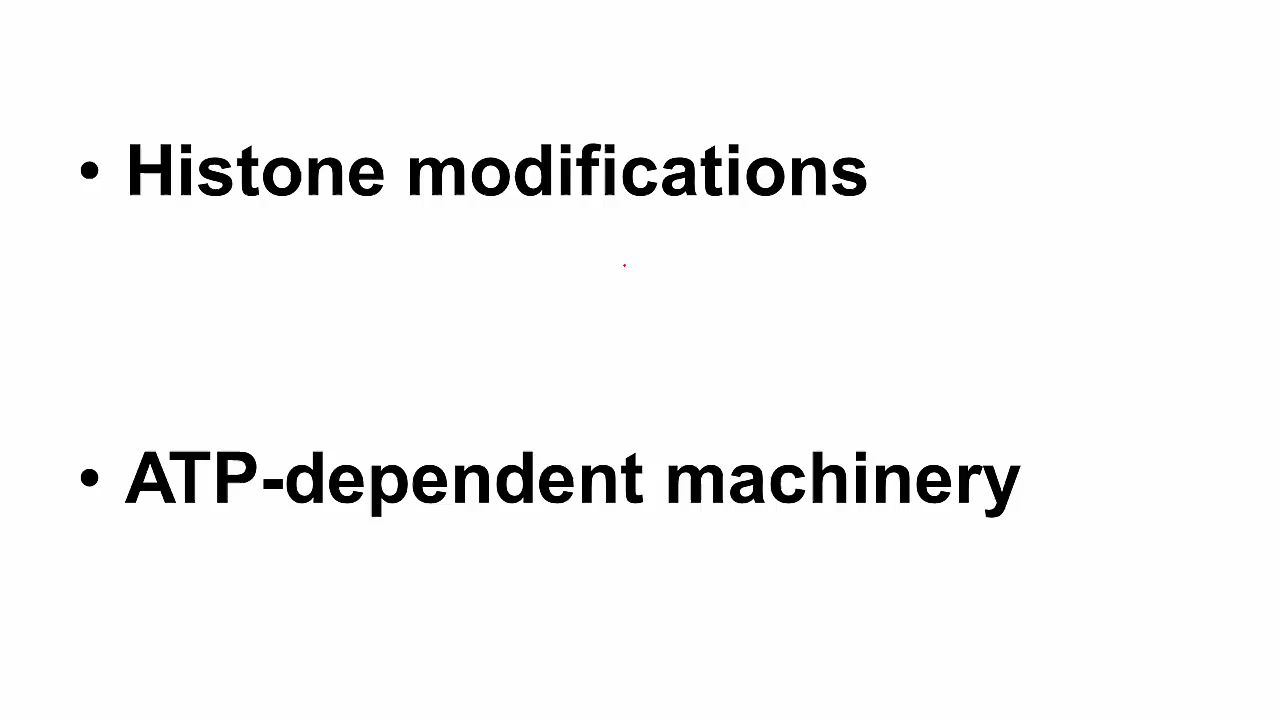 • Histone modifications
• ATP-dependent machinery